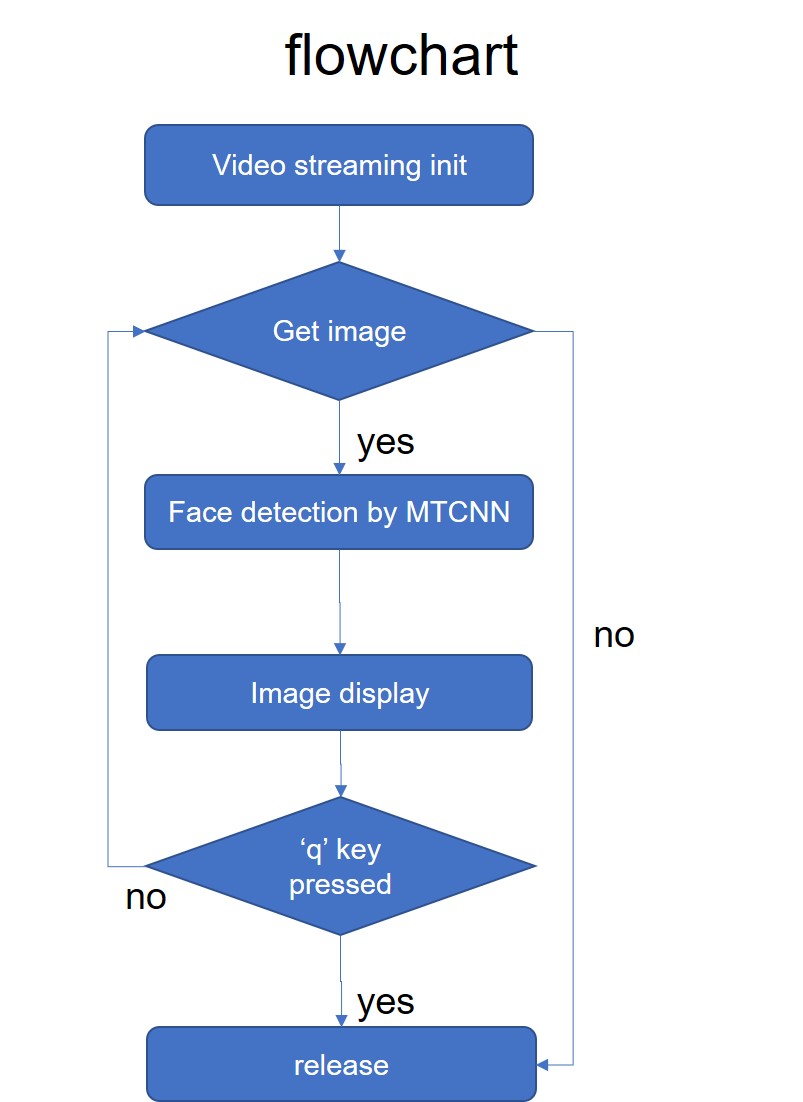 flowchart
Video streaming init
Get image
yes
Face detection by MTCNN
no
Image display
‘q’ key
pressed
no
yes
release